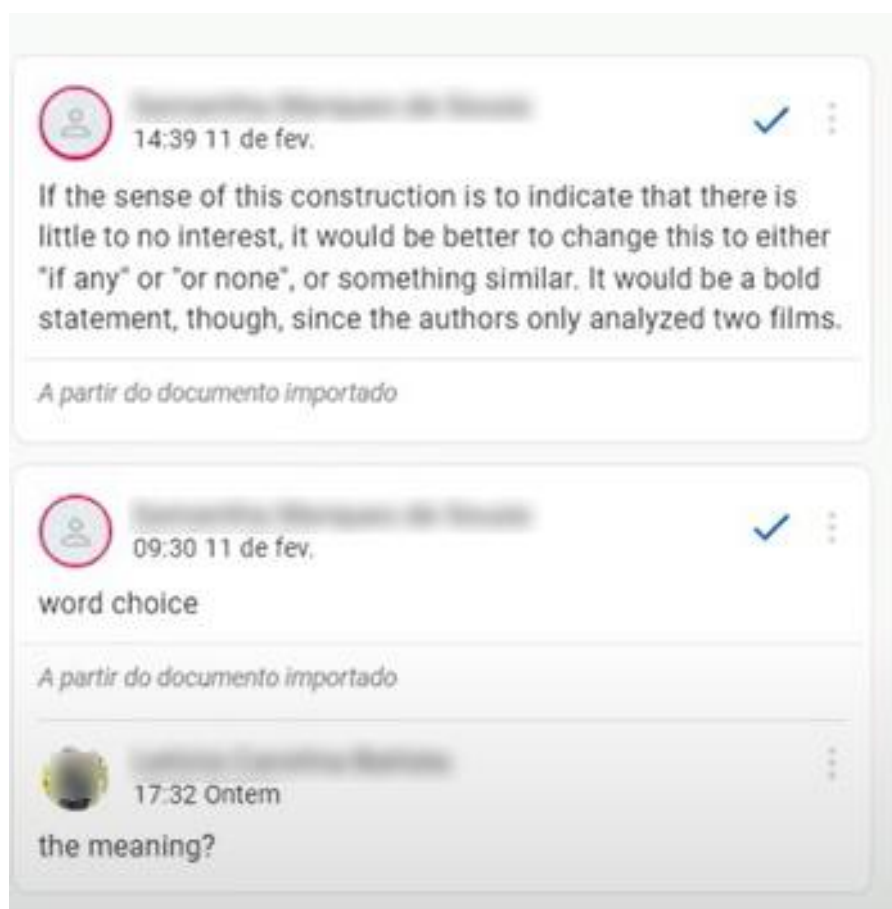 14:39 11 de fev.
If the sense of this construction is to indicate that there is
little to no interest, it would be better to change this to either
"if any" or "or none", or something similar. It would be a bold
statement, though, since the authors only analyzed two films.
A partir do documento importado
09:30 11 de fev.
word choice
A partir do documento importado
17:32 Ontem
the meaning?